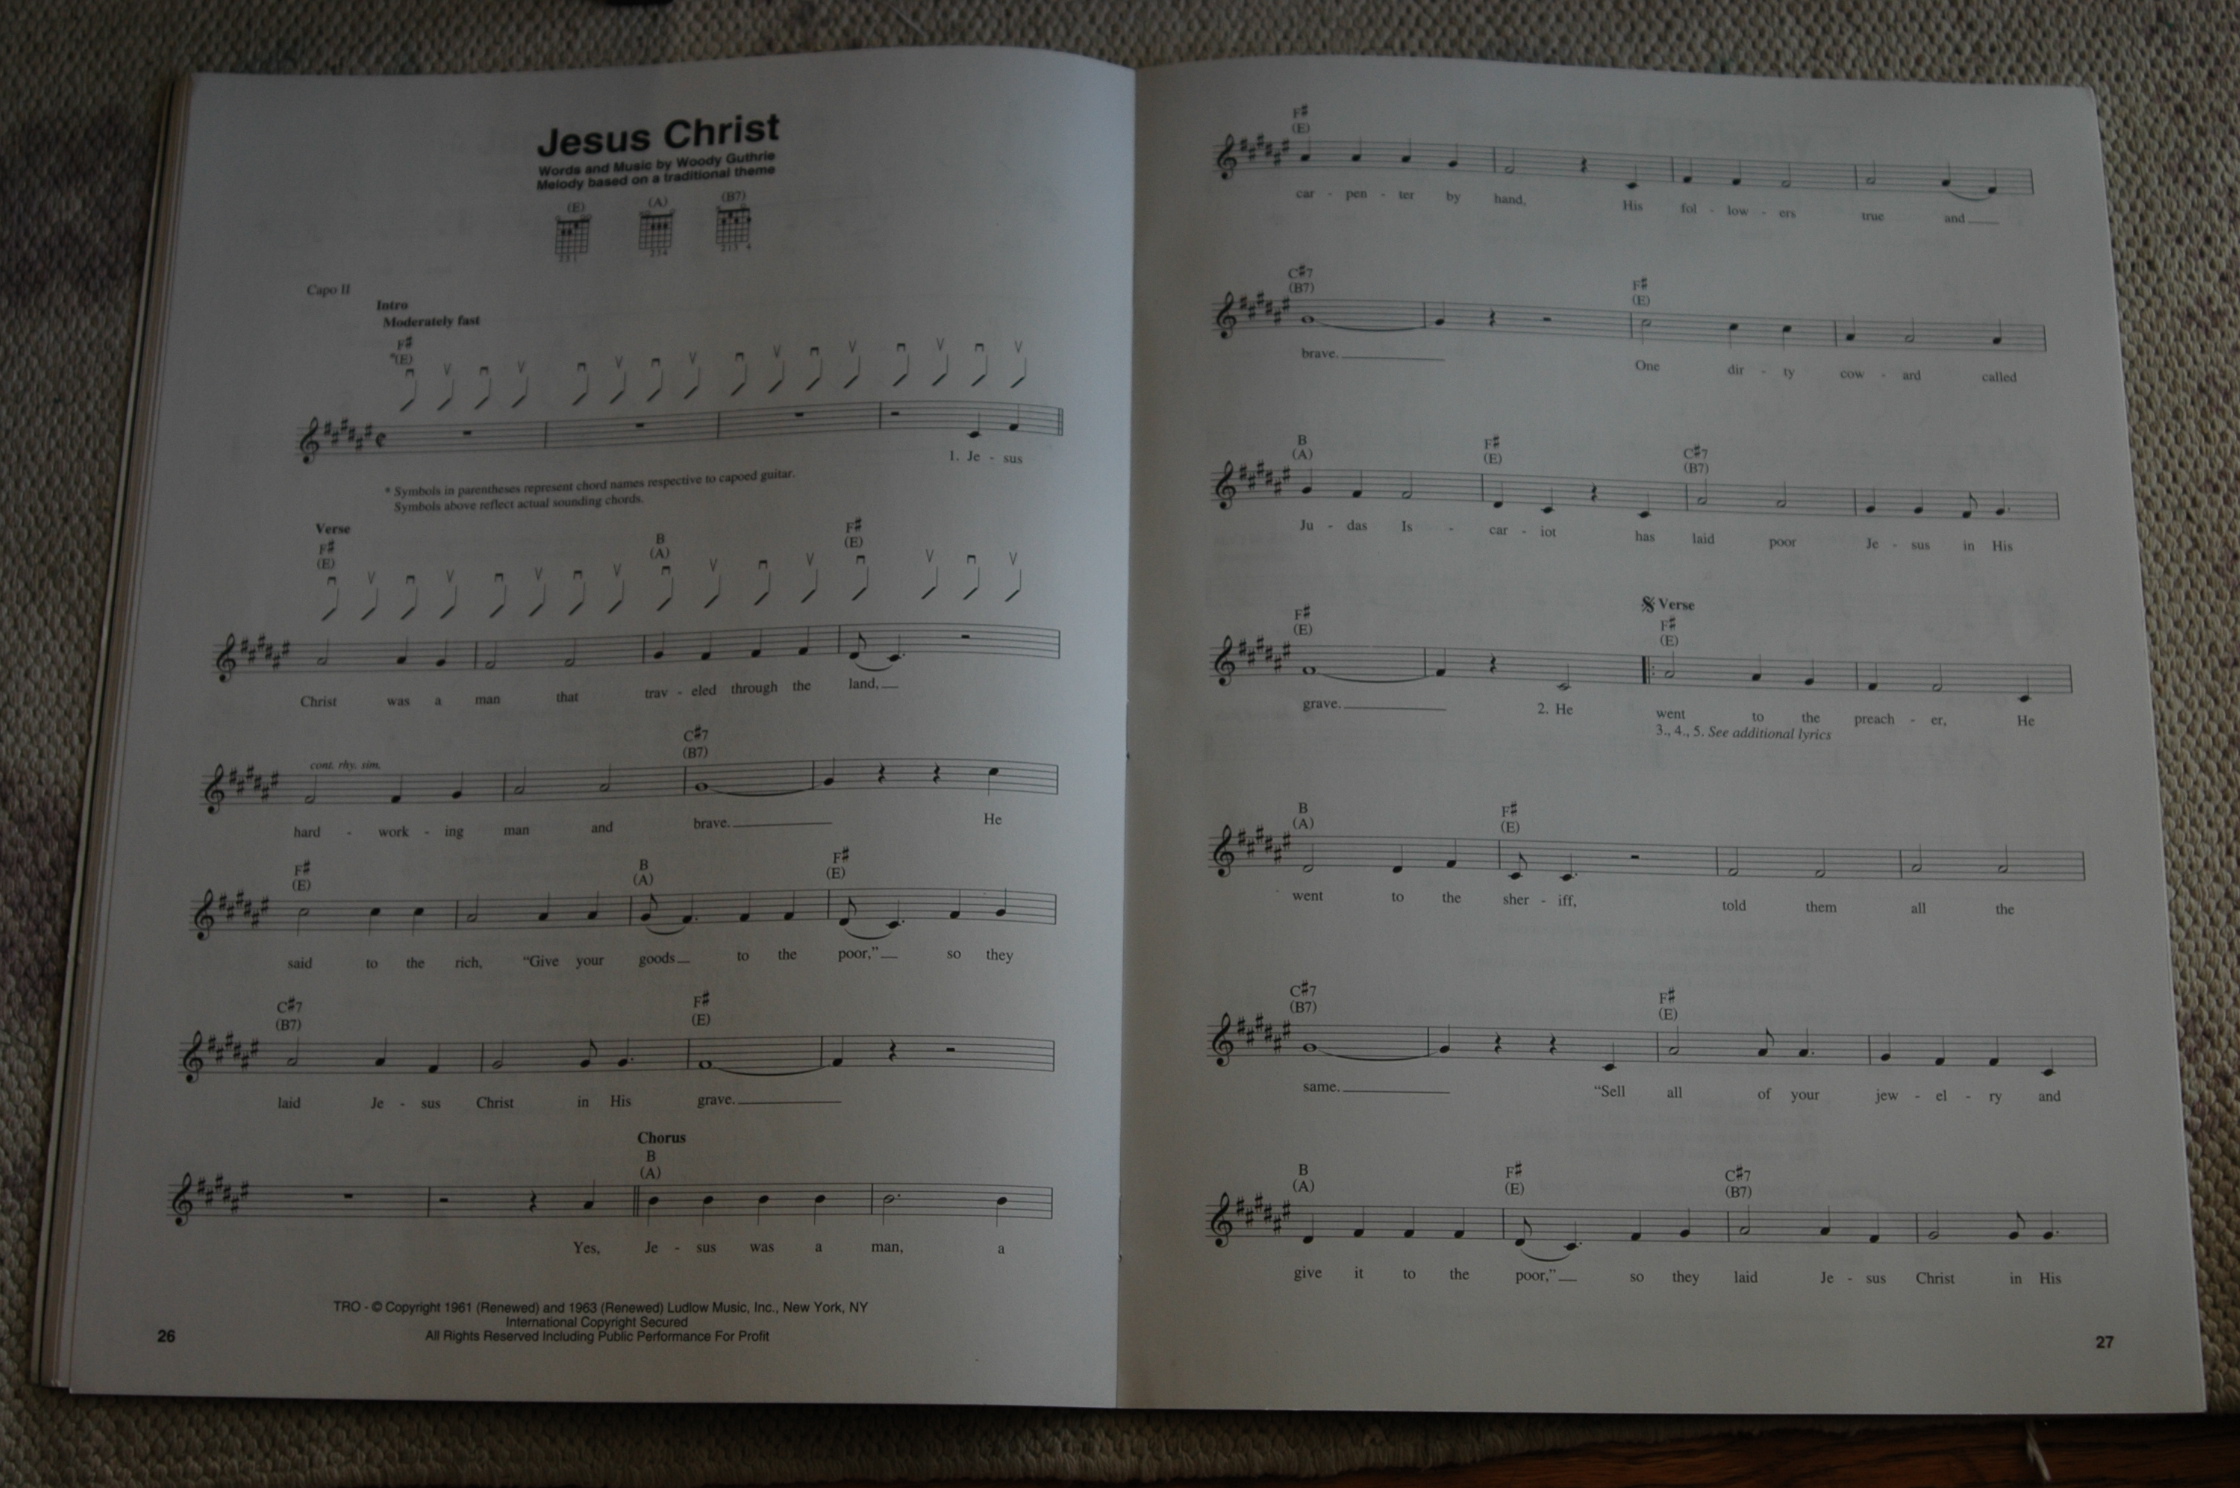 Jesus Christ
Words and Music by Woody Guthrie
Melody based on a traditional theme
(E) (A) (B7)
Capo II
Intro
Moderately fast
F♯
*(E)
1. Je - sus
* Symbols in parentheses represent chord names respective to capoed guitar.
Symbols above reflect actual sounding chords.
Verse
F♯ B F♯
(E) (A) (E)
Christ was a man that trav - eled through the land,
cont. rhy. sim.
C♯7
(B7)
hard - work - ing man and brave. He
F♯ B F♯
(E) (A) (E)
said to the rich, “Give your goods to the poor,” so they
C♯7 F♯
(B7) (E)
laid Je - sus Christ in His grave.
Chorus
B
(A)
Yes, Je - sus was a man, a
TRO - © Copyright 1961 (Renewed) and 1963 (Renewed) Ludlow Music, Inc., New York, NY
International Copyright Secured
All Rights Reserved Including Public Performance For Profit
26
F♯
(E)
car - pen - ter by hand, His fol - low - ers true and
C♯7 F♯
(B7) (E)
brave. One dir - ty cow - ard called
B F♯ C♯7
(A) (E) (B7)
Ju - das Is - car - iot has laid poor Je - sus in His
𝄋 Verse
F♯ F♯
(E) (E)
grave. 2. He went to the preach - er, He
3., 4., 5. See additional lyrics
B F♯
(A) (E)
went to the sher - iff, told them all the
C♯7 F♯
(B7) (E)
same. “Sell all of your jew - el - ry and
B F♯ C♯7
(A) (E) (B7)
give it to the poor,” so they laid Je - sus Christ in His
27